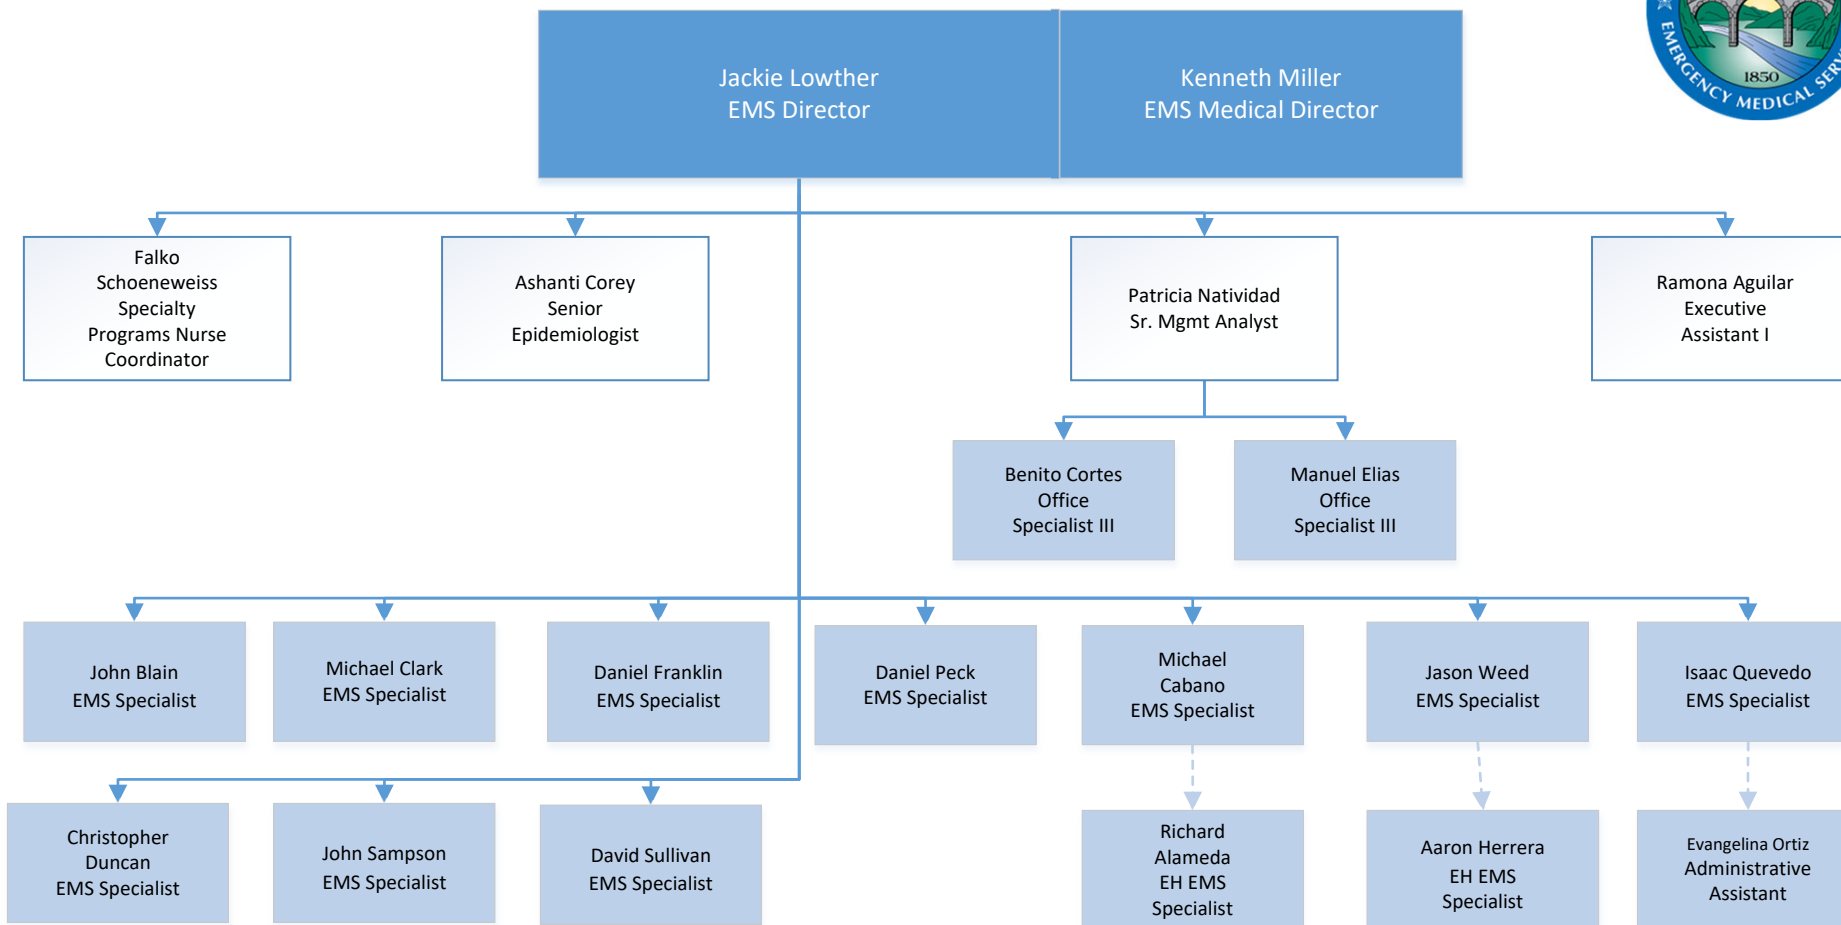 Jackie Lowther
EMS Director
Kenneth Miller
EMS Medical Director
1850
EMERGENCY MEDICAL SERV
Falko
Schoeneweiss
Specialty
Programs Nurse
Coordinator
Ashanti Corey
Senior
Epidemiologist
Patricia Natividad
Sr. Mgmt Analyst
Ramona Aguilar
Executive
Assistant I
Benito Cortes
Office
Specialist III
Manuel Elias
Office
Specialist III
John Blain
EMS Specialist
Michael Clark
EMS Specialist
Daniel Franklin
EMS Specialist
Daniel Peck
EMS Specialist
Michael
Cabano
EMS Specialist
Jason Weed
EMS Specialist
Isaac Quevedo
EMS Specialist
Christopher
Duncan
EMS Specialist
John Sampson
EMS Specialist
David Sullivan
EMS Specialist
Richard
Alameda
EH EMS
Specialist
Aaron Herrera
EH EMS
Specialist
Evangelina Ortiz
Administrative
Assistant